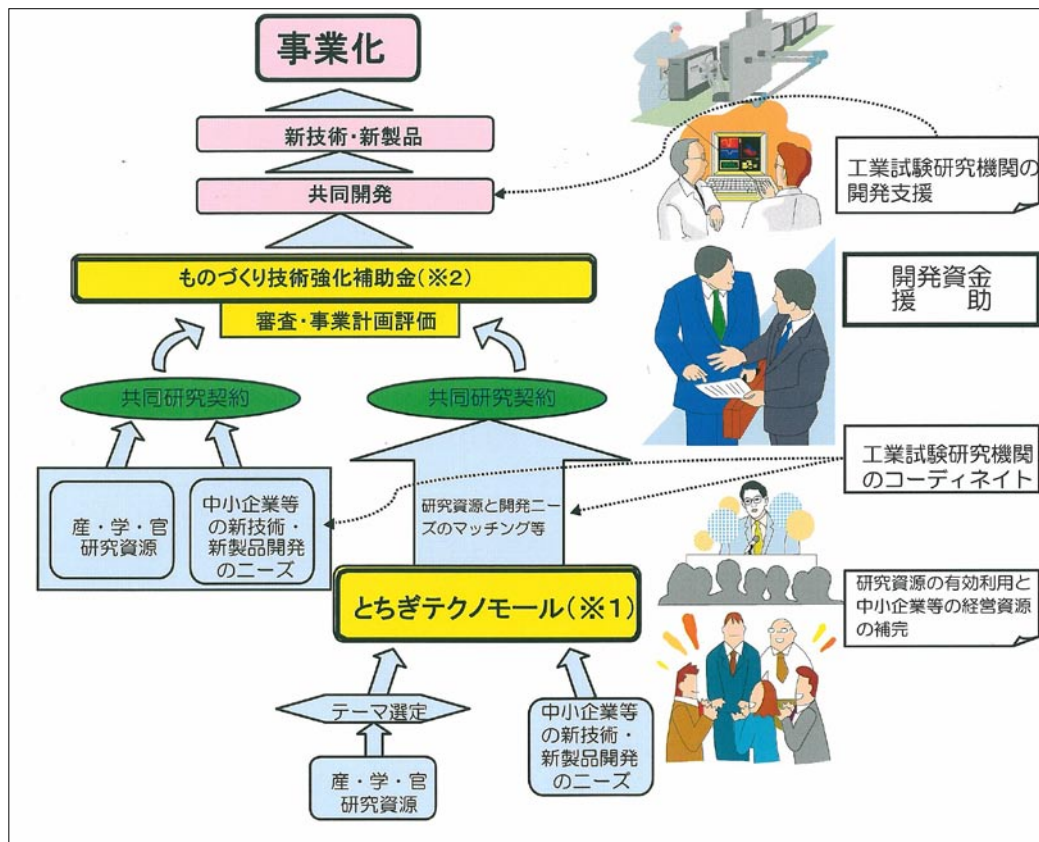 事業化
新技術・新製品
共同開発
工業試験研究機関の
開発支援
ものづくり技術強化補助金(※2)
審査・事業計画評価
開発資金
援　　助
共同研究契約
共同研究契約
工業試験研究機関
のコーディネイト
産・学・官
研究資源
中小企業等
の新技術・
新製品開発
のニーズ
研究資源と開発ニー
ズのマッチング等
とちぎテクノモール(※1)
研究資源の有効利用と
中小企業等の経営資源
の補完
テーマ選定
産・学・官
研究資源
中小企業等
の新技術・
新製品開発
のニーズ